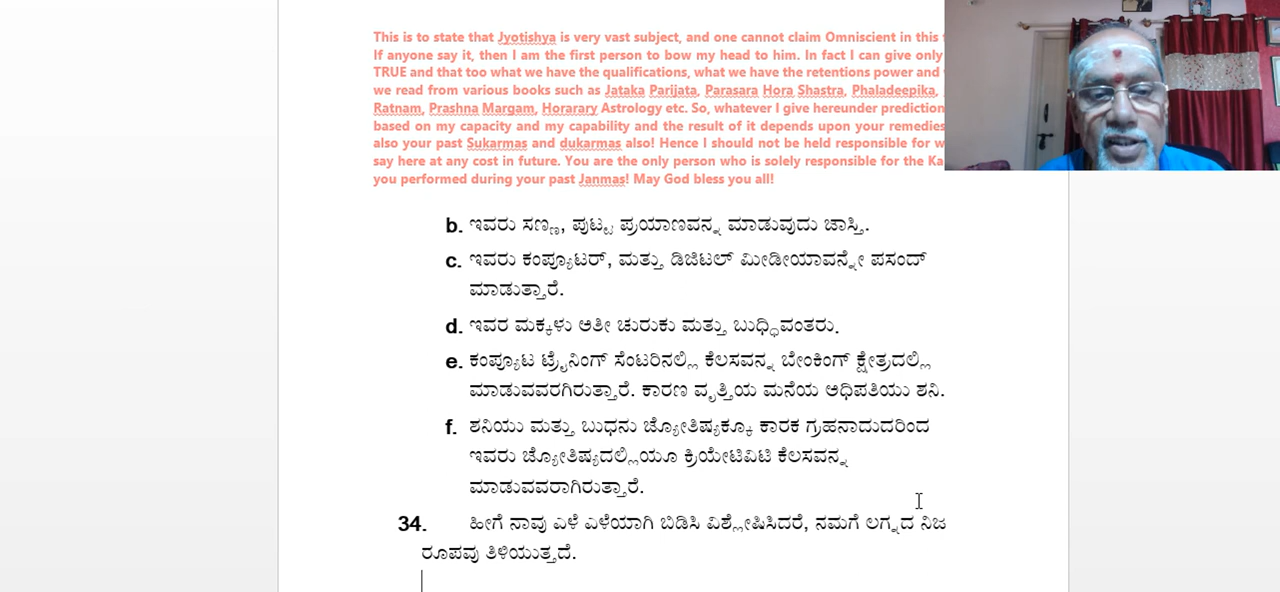 This is to state that Jyotishya is very vast subject, and one cannot claim Omniscient in this
If anyone say it, then I am the first person to bow my head to him. In fact I can give only
TRUE and that too what we have the qualifications, what we have the retentions power and
we read from various books such as Jataka Parijata, Parasara Hora Shastra, Phaladeepika,
Ratnam, Prashna Margam, Horarary Astrology etc. So, whatever I give hereunder prediction
based on my capacity and my capability and the result of it depends upon your remedies
also your past Sukarmas and dukarmas also! Hence I should not be held responsible for w
say here at any cost in future. You are the only person who is solely responsible for the Ka
you performed during your past Janmas! May God bless you all!
b. ಇವರು ಸಣ್ಣ, ಪುಟ್ಟ ಪ್ರಯಾಣವನ್ನ ಮಾಡುವುದು ಜಾಸ್ತಿ.
c. ಇವರು ಕಂಪ್ಯೂಟರ್, ಮತ್ತು ಡಿಜಿಟಲ್ ಮೀಡೀಯಾವನ್ನೇ ಪಸಂದ್
ಮಾಡುತ್ತಾರೆ.
d. ಇವರ ಮಕ್ಕಳು ಅತೀ ಚುರುಕು ಮತ್ತು ಬುಧ್ಧಿವಂತರು.
e. ಕಂಪ್ಯೂಟ ಟ್ರೈನಿಂಗ್ ಸೆಂಟರಿನಲ್ಲಿ ಕೆಲಸವನ್ನ ಬೇಂಕಿಂಗ್ ಕ್ಷೇತ್ರದಲ್ಲಿ
ಮಾಡುವವರಗಿರುತ್ತಾರೆ. ಕಾರಣ ವೃತ್ತಿಯ ಮನೆಯ ಅಧಿಪತಿಯು ಶನಿ.
f. ಶನಿಯು ಮತ್ತು ಬುಧನು ಜ್ಯೋತಿಷ್ಯಕ್ಕೂ ಕಾರಕ ಗ್ರಹನಾದುದರಿಂದ
ಇವರು ಜ್ಯೋತಿಷ್ಯದಲ್ಲಿಯೂ ಕ್ರಿಯೇಟಿವಿಟಿ ಕೆಲಸವನ್ನ
ಮಾಡುವವರಾಗಿರುತ್ತಾರೆ.
34. ಹೀಗೆ ನಾವು ಎಳೆ ಎಳೆಯಾಗಿ ಬಿಡಿಸಿ ವಿಶ್ಲೇಷಿಸಿದರೆ, ನಮಗೆ ಲಗ್ನದ ನಿಜ
ರೂಪವು ತಿಳಿಯುತ್ತದೆ.